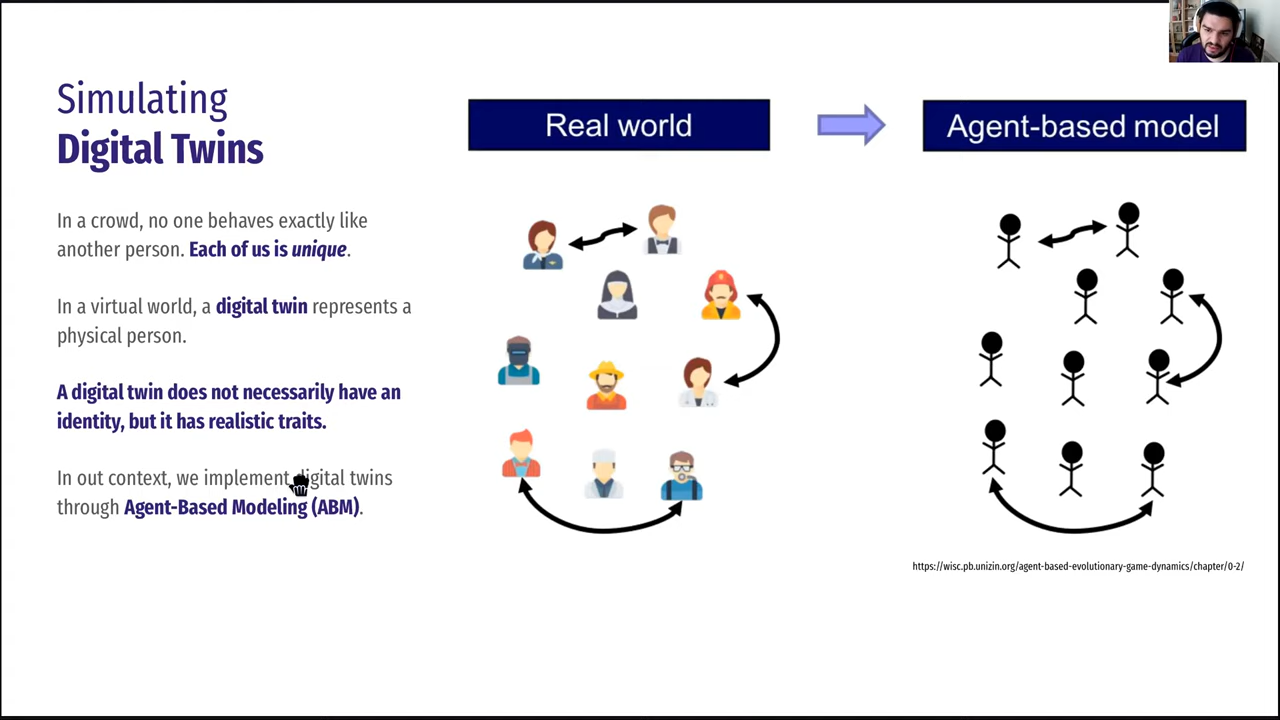 Simulating
Digital Twins
In a crowd, no one behaves exactly like
another person. Each of us is unique.
In a virtual world, a digital twin represents a
physical person.
A digital twin does not necessarily have an
identity, but it has realistic traits.
In out context, we implement digital twins
through Agent-Based Modeling (ABM).
Real world
Agent-based model
https://wisc.pb.unizin.org/agent-based-evolutionary-game-dynamics/chapter/0-2/